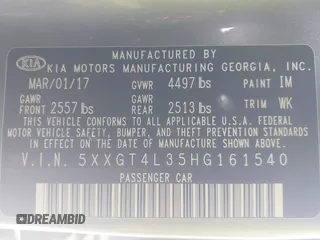 MANUFACTURED BY
KIA KIA MOTORS MANUFACTURING GEORGIA, INC.
MAR/01/17 GVWR 4497 lbs PAINT IM
GAWR GAWR
FRONT 2557 lbs REAR 2513 lbs TRIM WK
THIS VEHICLE CONFORMS TO ALL APPLICABLE U.S.A. FEDERAL
MOTOR VEHICLE SAFETY, BUMPER, AND THEFT PREVENTION
STANDARDS IN EFFECT ON THE DATE OF MANUFACTURE SHOWN ABOVE.
V.I.N. 5XXGT4L35HG161540
PASSENGER CAR
DREAMBID